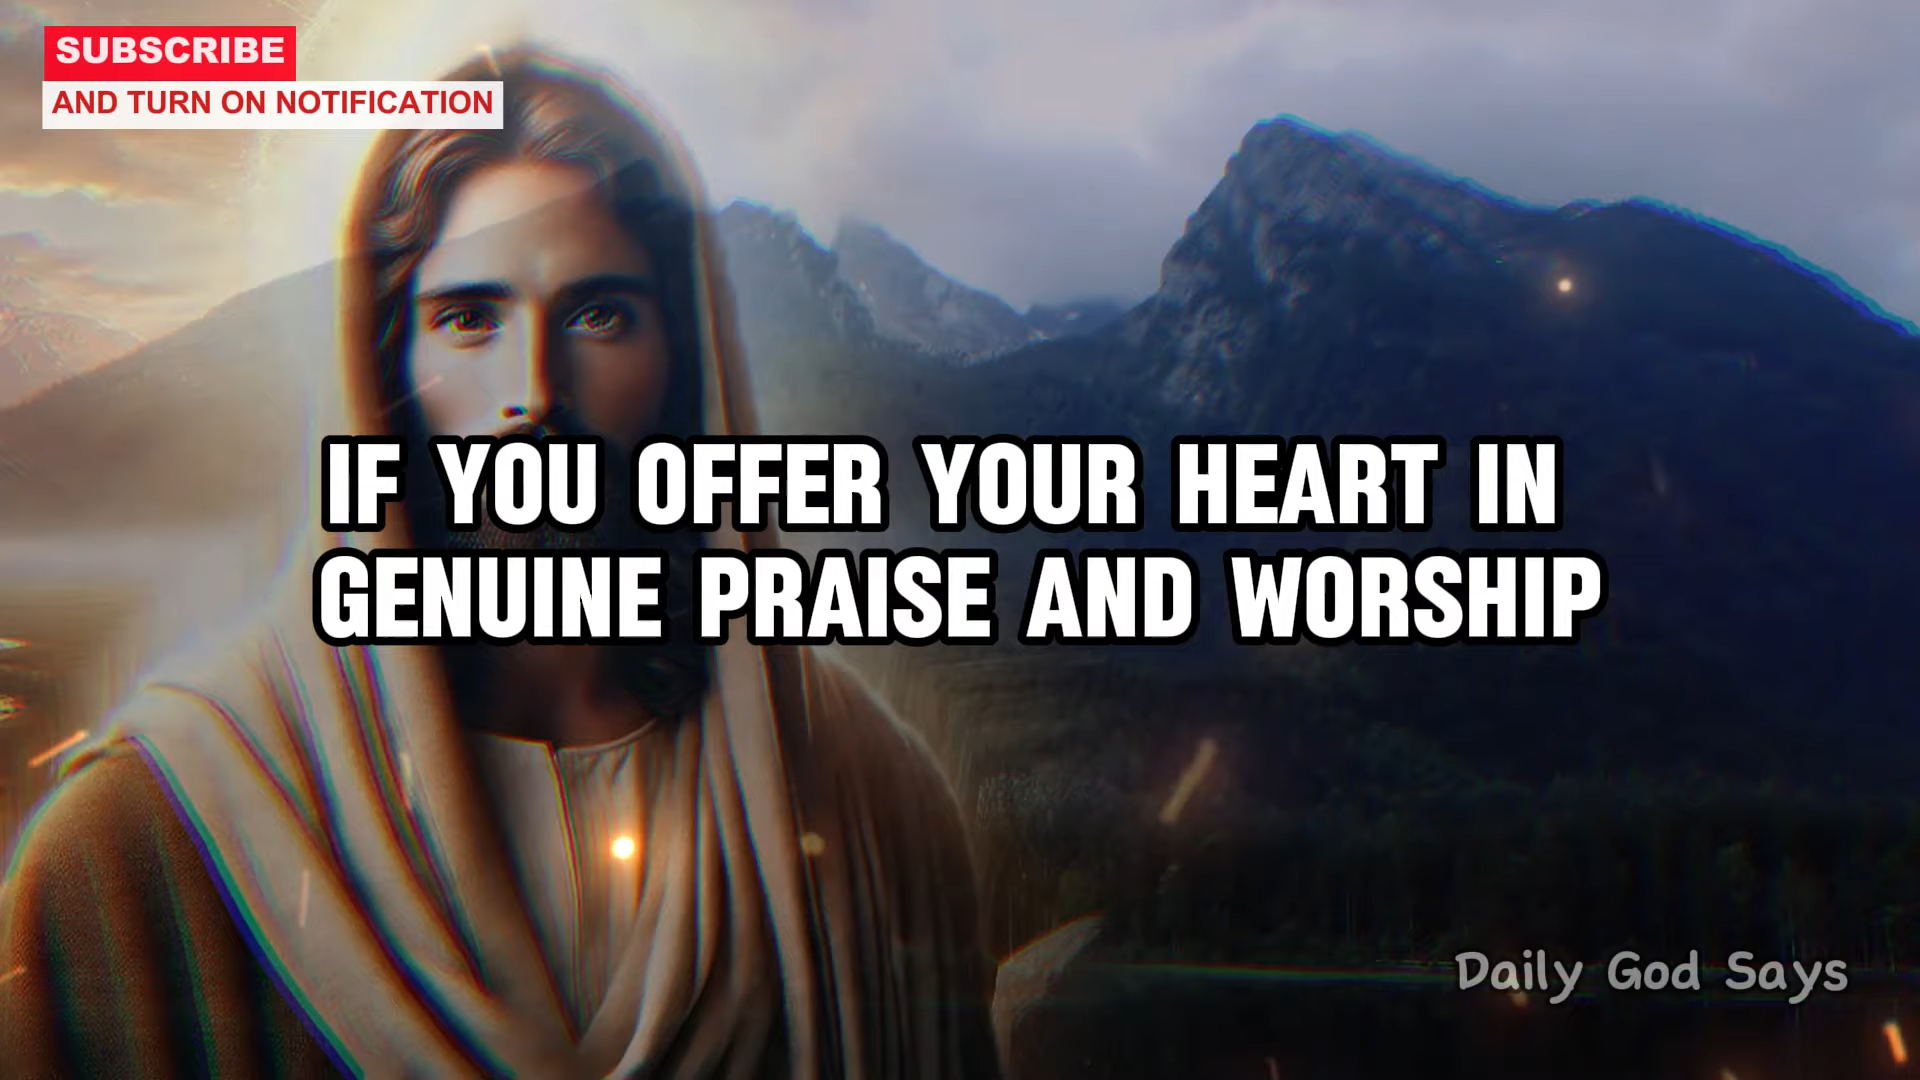 SUBSCRIBE
AND TURN ON NOTIFICATION
IF YOU OFFER YOUR HEART IN
GENUINE PRAISE AND WORSHIP
Daily God Says